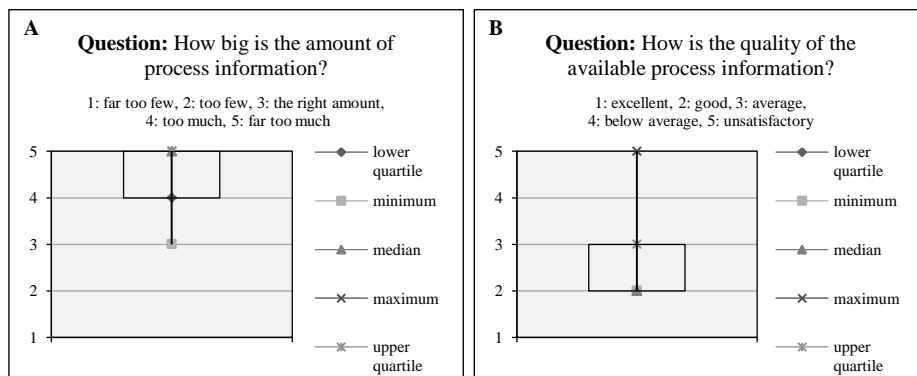 A
Question: How big is the amount of
process information?
1: far too few, 2: too few, 3: the right amount,
4: too much, 5: far too much
5
4
3
2
1
lower
quartile
minimum
median
maximum
upper
quartile
B
Question: How is the quality of the
available process information?
1: excellent, 2: good, 3: average,
4: below average, 5: unsatisfactory
5
4
3
2
1
lower
quartile
minimum
median
maximum
upper
quartile